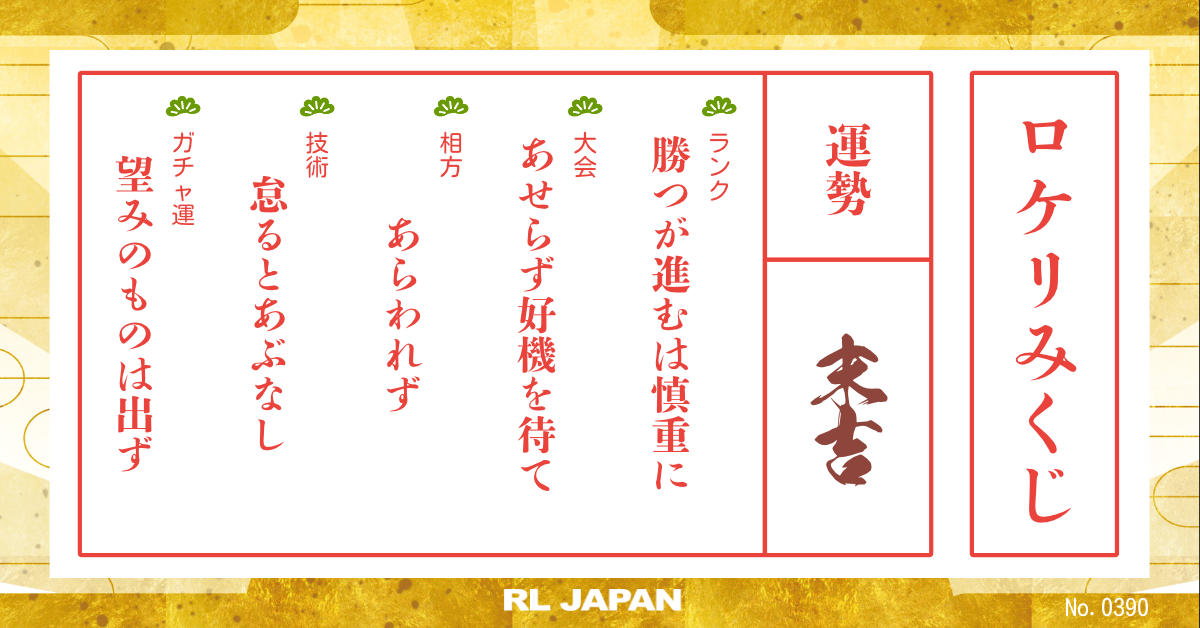 ロケリみくじ
運勢
末吉
ランク
勝つが進むは慎重に
大会
あせらず好機を待て
相方
あらわれず
技術
怠るとあぶなし
ガチャ運
望みのものは出ず
RL JAPAN
No. 0390